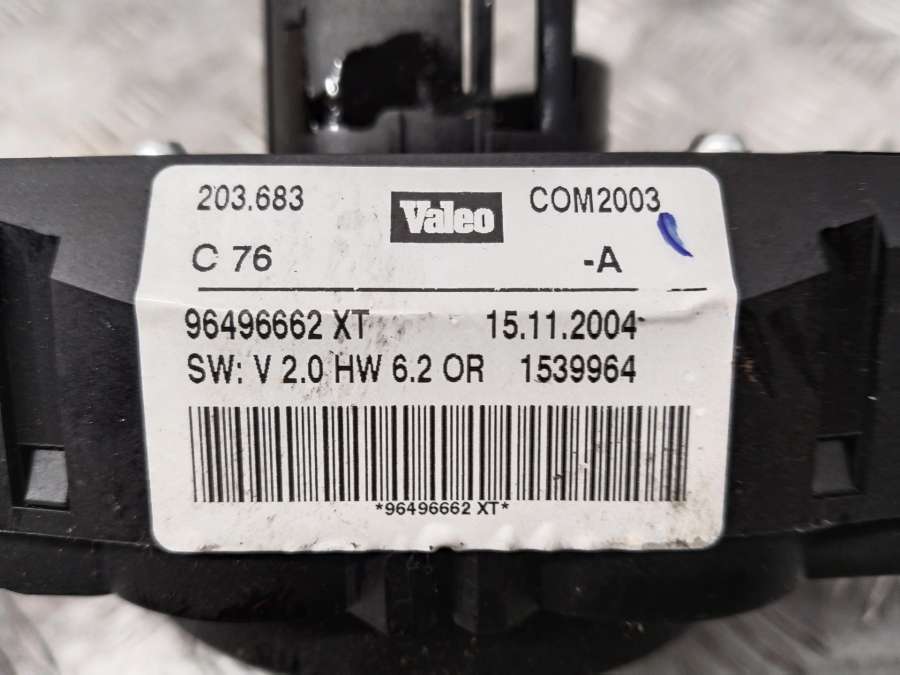 203.683 Valeo COM2003
C 76 -A
96496662 XT 15.11.2004
SW: V 2.0 HW 6.2 OR 1539964
*96496662 XT*